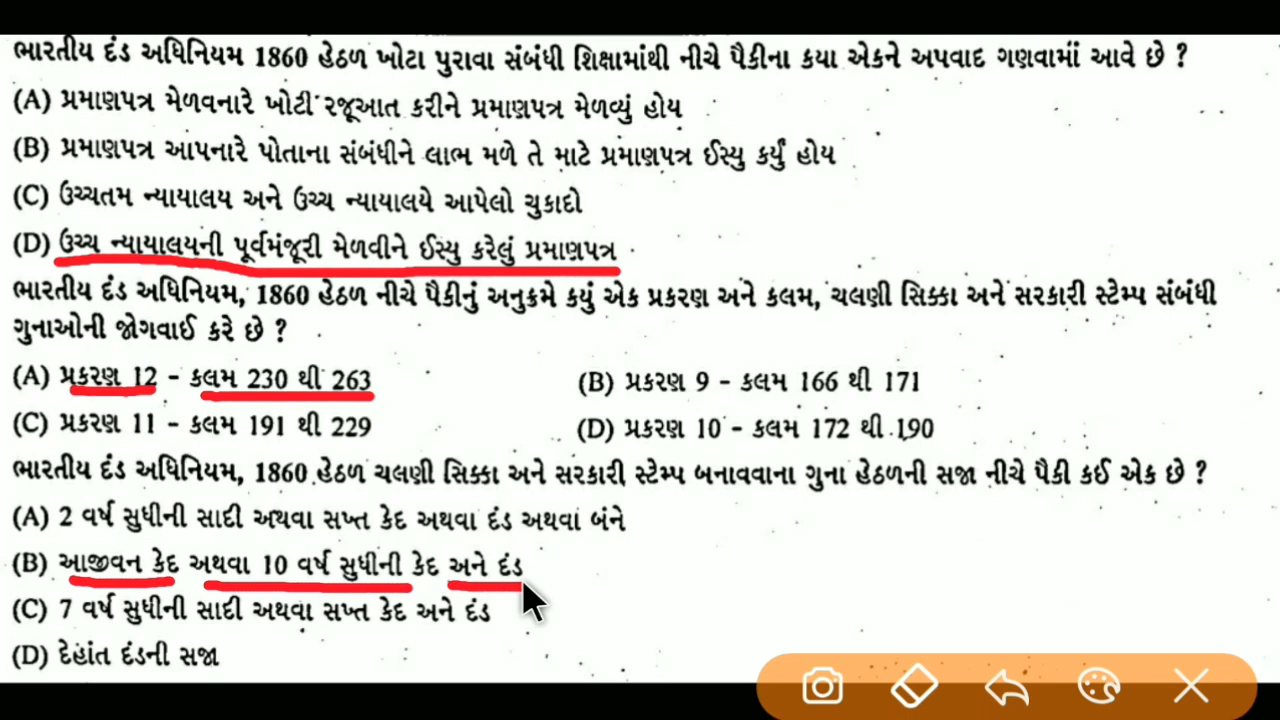 ભારતીય દંડ અધિનિયમ 1860 હેઠળ ખોટા પુરાવા સંબંધી શિક્ષામાંથી નીચે પૈકીના કયા એકને અપવાદ ગણવામાં આવે છે ?
(A) પ્રમાણપત્ર મેળવનારે ખોટી રજૂઆત કરીને પ્રમાણપત્ર મેળવ્યું હોય
(B) પ્રમાણપત્ર આપનારે પોતાના સંબંધીને લાભ મળે તે માટે પ્રમાણપત્ર ઈસ્યુ કર્યું હોય
(C) ઉચ્ચતમ ન્યાયાલય અને ઉચ્ચ ન્યાયાલયે આપેલો ચુકાદો
(D) ઉચ્ચ ન્યાયાલયની પૂર્વમંજૂરી મેળવીને ઈસ્યુ કરેલું પ્રમાણપત્ર
ભારતીય દંડ અધિનિયમ, 1860 હેઠળ નીચે પૈકીનું અનુક્રમે કયું એક પ્રકરણ અને કલમ, ચલણી સિક્કા અને સરકારી સ્ટેમ્પ સંબંધી
ગુનાઓની જોગવાઈ કરે છે ?
(A) પ્રકરણ 12 - કલમ 230 થી 263 (B) પ્રકરણ 9 - કલમ 166 થી 171
(C) પ્રકરણ 11 - કલમ 191 થી 229 (D) પ્રકરણ 10 - કલમ 172 થી 190
ભારતીય દંડ અધિનિયમ, 1860 હેઠળ ચલણી સિક્કા અને સરકારી સ્ટેમ્પ બનાવવાના ગુના હેઠળની સજા નીચે પૈકી કઈ એક છે ?
(A) 2 વર્ષ સુધીની સાદી અથવા સખ્ત કેદ અથવા દંડ અથવા બંને
(B) આજીવન કેદ અથવા 10 વર્ષ સુધીની કેદ અને દંડ
(C) 7 વર્ષ સુધીની સાદી અથવા સખ્ત કેદ અને દંડ
(D) દેહાંત દંડની સજા